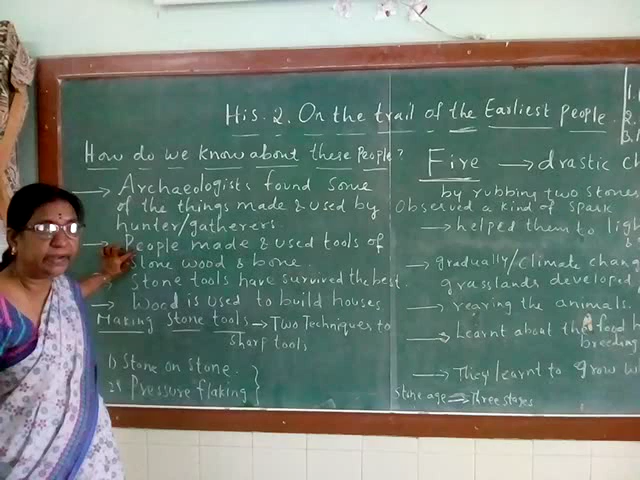 His. 2. On the trail of the Earliest people.
How do we know about these People?
→ Archaeologists found some
of the things made & used by
hunter/gatherers.
→ People made & used tools of
stone wood & bone.
stone tools have survived the best.
→ Wood is used to build houses
Making Stone tools → Two Techniques to
sharp tools
1) Stone on stone.
2) Pressure flaking
Fire → drastic
by rubbing two stones
Observed a kind of spark
→ helped them to
→ gradually/climate
grasslands developed
→ rearing the animals.
→ Learnt about the food
breeding
→ They learnt to grow
Stone age → Three stages
1.
2.
3.